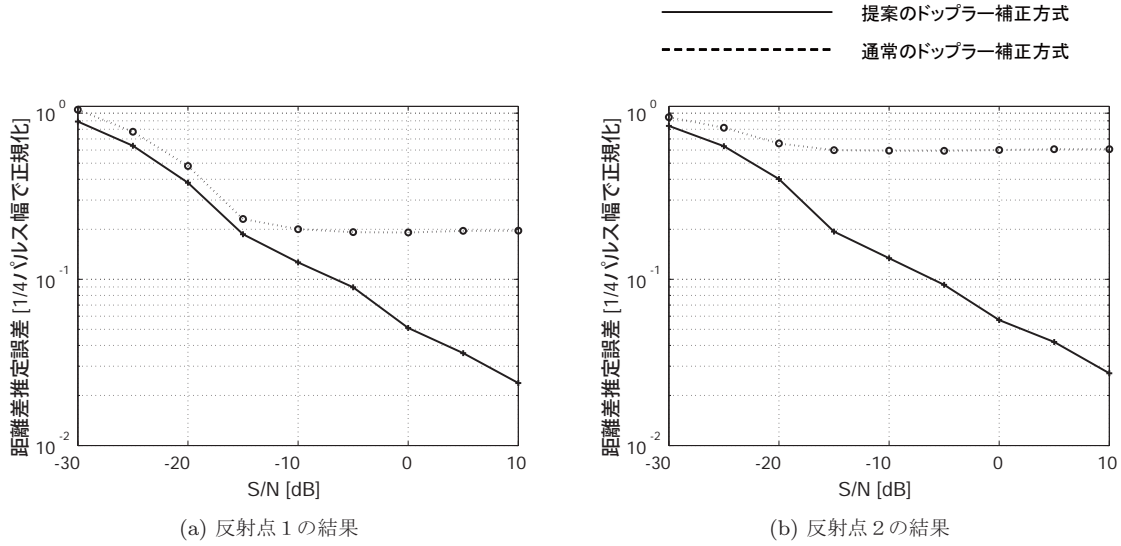 提案のドップラー補正方式
通常のドップラー補正方式
距離差推定誤差 [1/4パルス幅で正規化]
10^0
10^-1
10^-2
-30 -20 -10 0 10
S/N [dB]
(a) 反射点1の結果
距離差推定誤差 [1/4パルス幅で正規化]
10^0
10^-1
10^-2
-30 -20 -10 0 10
S/N [dB]
(b) 反射点2の結果